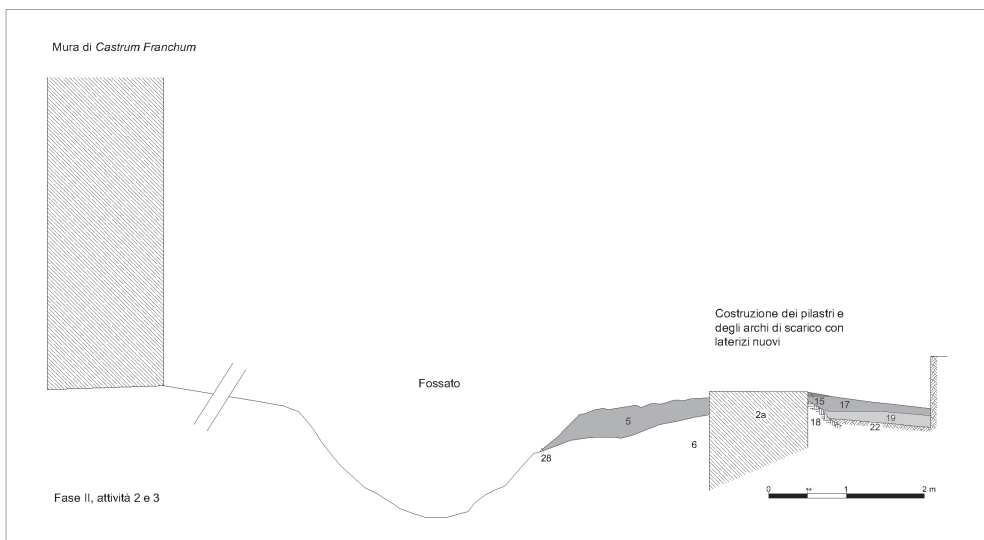 Mura di Castrum Franchum
Costruzione dei pilastri e
degli archi di scarico con
laterizi nuovi
Fossato
15
17
2a
5
18
19
22
6
28
Fase II, attività 2 e 3
0
1
2 m